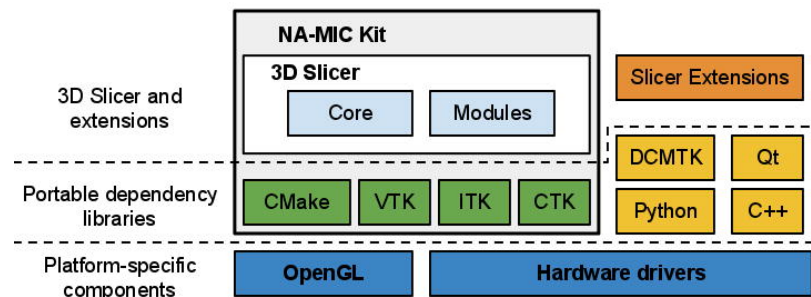 NA-MIC Kit
3D Slicer
Core Modules
Slicer Extensions
3D Slicer and
extensions
DCMTK Qt
Python C++
Portable dependency
libraries
CMake VTK ITK CTK
Platform-specific
components
OpenGL Hardware drivers